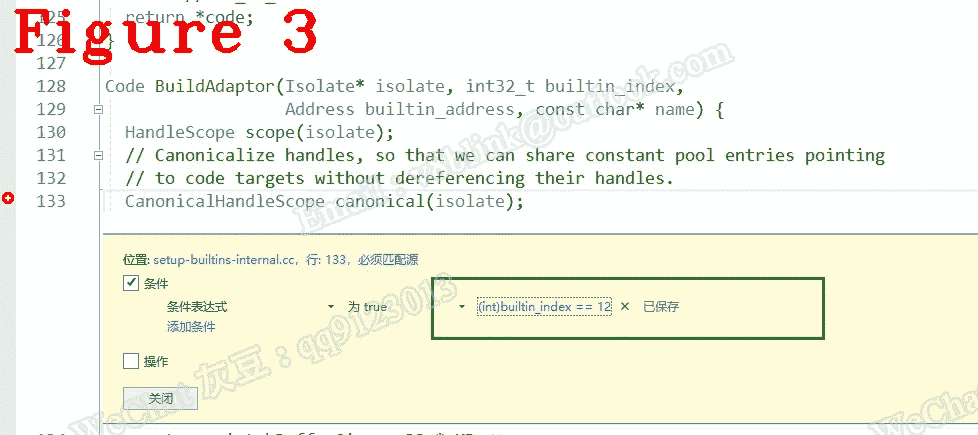 125 return *code;
Figure 3
126 }
127
128 Code BuildAdaptor(Isolate* isolate, int32_t builtin_index,
129 Address builtin_address, const char* name) {
130 HandleScope scope(isolate);
131 // Canonicalize handles, so that we can share constant pool entries pointing
132 // to code targets without dereferencing their handles.
133 CanonicalHandleScope canonical(isolate);
位置: setup-builtins-internal.cc, 行: 133, 必须匹配源
条件
条件表达式 为 true (int)builtin_index == 12 × 已保存
添加条件
操作
关闭
WeChat 灰豆：qq9123013
WeChat